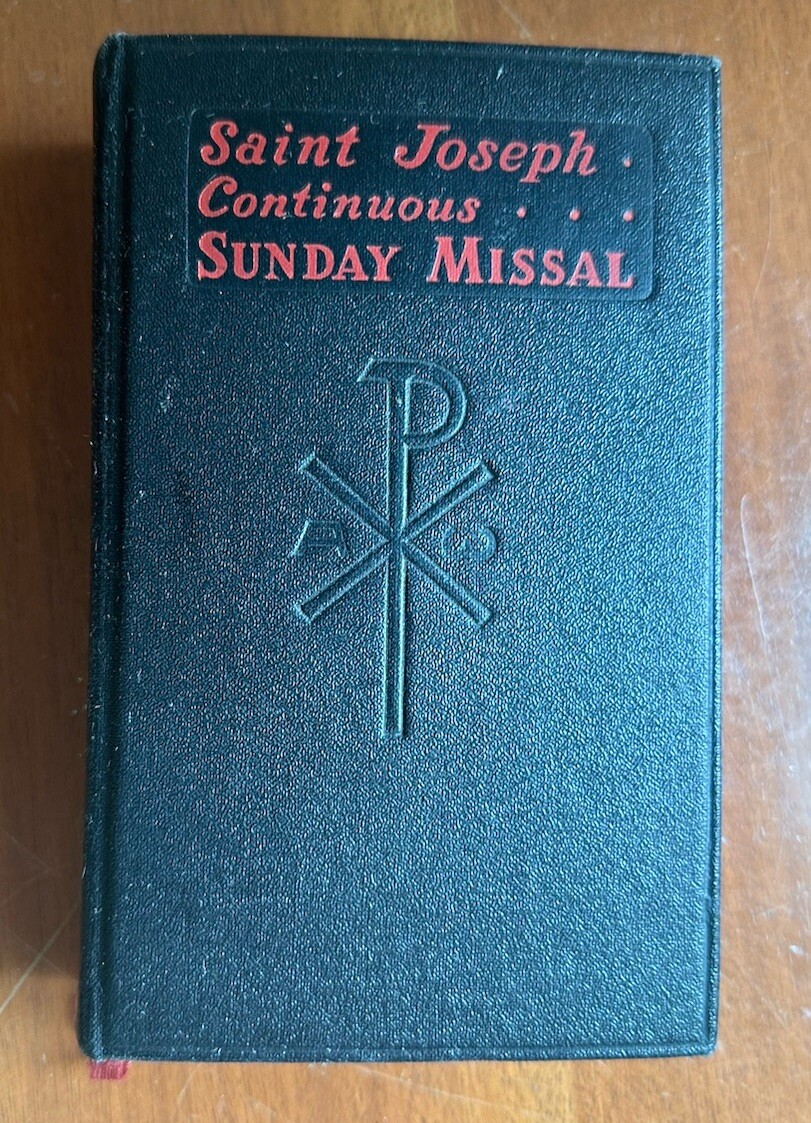 Saint Joseph .
Continuous . . .
SUNDAY MISSAL
☧
Α ω